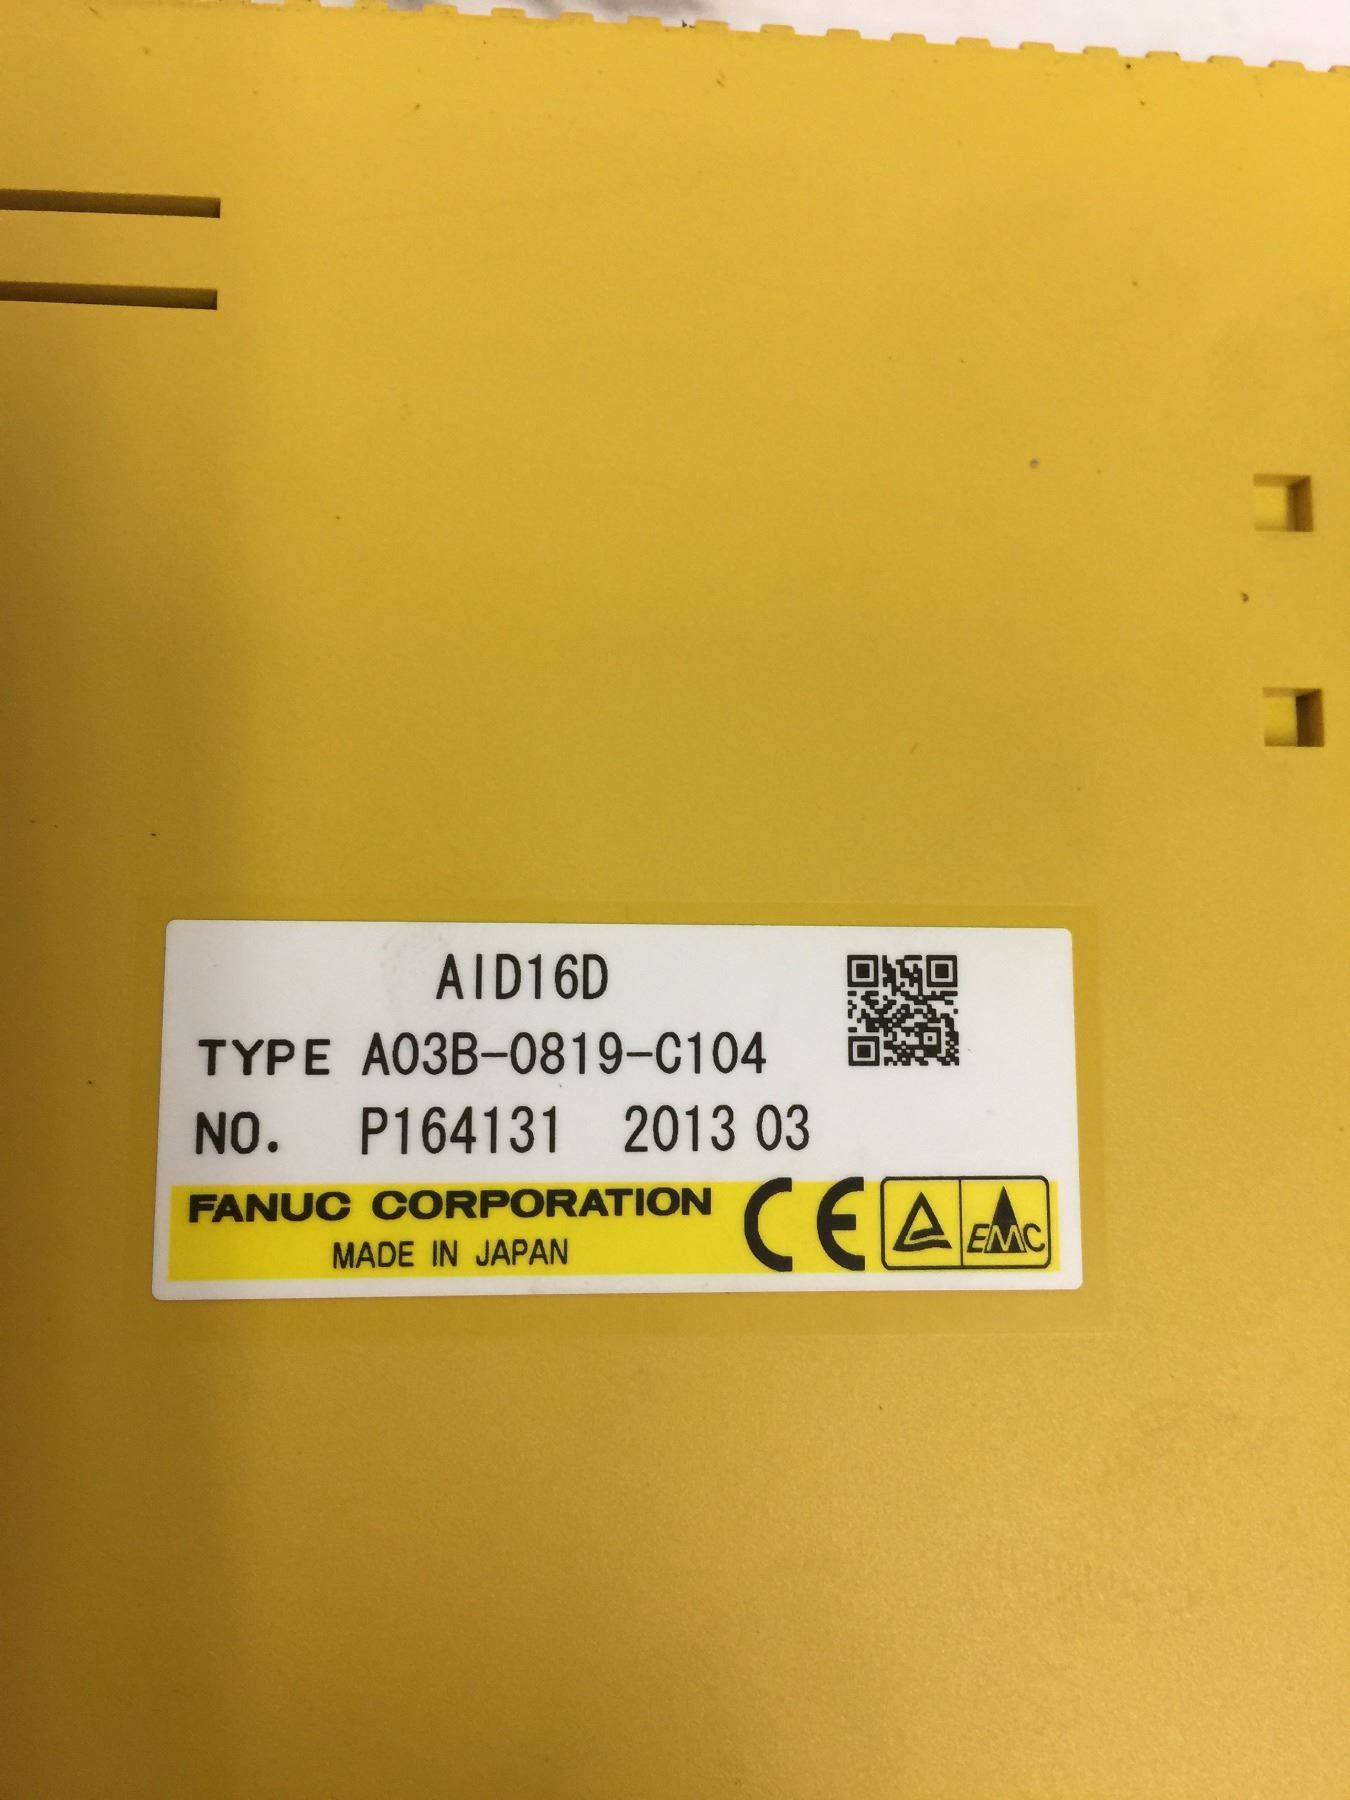 AID16D
TYPE A03B-0819-C104
NO. P164131 2013 03
FANUC CORPORATION
MADE IN JAPAN
CE
EMC